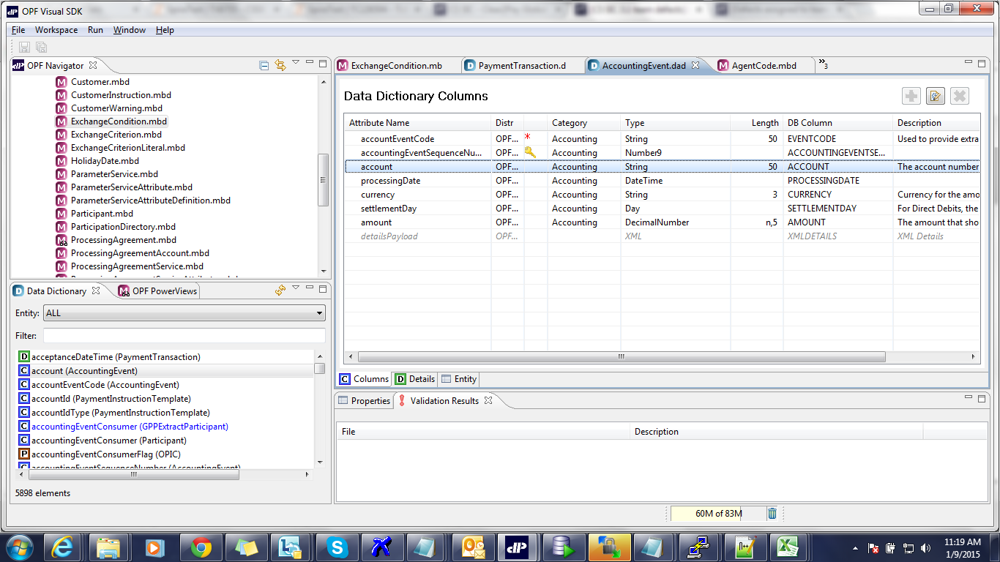 OPF Visual SDK
File Workspace Run Window Help
OPF Navigator
Customer.mbd
CustomerInstruction.mbd
CustomerWarning.mbd
ExchangeCondition.mbd
ExchangeCriterion.mbd
ExchangeCriterionLiteral.mbd
HolidayDate.mbd
ParameterService.mbd
ParameterServiceAttribute.mbd
ParameterServiceAttributeDefinition.mbd
Participant.mbd
ParticipationDirectory.mbd
ProcessingAgreement.mbd
ProcessingAgreementAccount.mbd
ProcessingAgreementService.mbd
Data Dictionary OPF PowerViews
Entity: ALL
Filter:
D acceptanceDateTime (PaymentTransaction)
C account (AccountingEvent)
C accountEventCode (AccountingEvent)
C accountId (PaymentInstructionTemplate)
C accountIdType (PaymentInstructionTemplate)
C accountingEventConsumer (GPPExtractParticipant)
C accountingEventConsumer (Participant)
P accountingEventConsumerFlag (OPIC)
C accountingEventSequenceNumber (AccountingEvent)
5898 elements
ExchangeCondition.mb PaymentTransaction.d AccountingEvent.dad AgentCode.mbd »3
Data Dictionary Columns
Attribute Name Distr Category Type Length DB Column Description
accountEventCode OPF... * Accounting String 50 EVENTCODE Used to provide extra
accountingEventSequenceNu... OPF... Accounting Number9 ACCOUNTINGEVENTSE...
account OPF... Accounting String 50 ACCOUNT The account number
processingDate OPF... Accounting DateTime PROCESSINGDATE
currency OPF... Accounting String 3 CURRENCY Currency for the amo
settlementDay OPF... Accounting Day SETTLEMENTDAY For Direct Debits, the
amount OPF... Accounting DecimalNumber n,5 AMOUNT The amount that sho
detailsPayload OPF... XML XMLDETAILS XML Details
C Columns D Details Entity
Properties Validation Results
File Description
60M of 83M
11:19 AM
1/9/2015